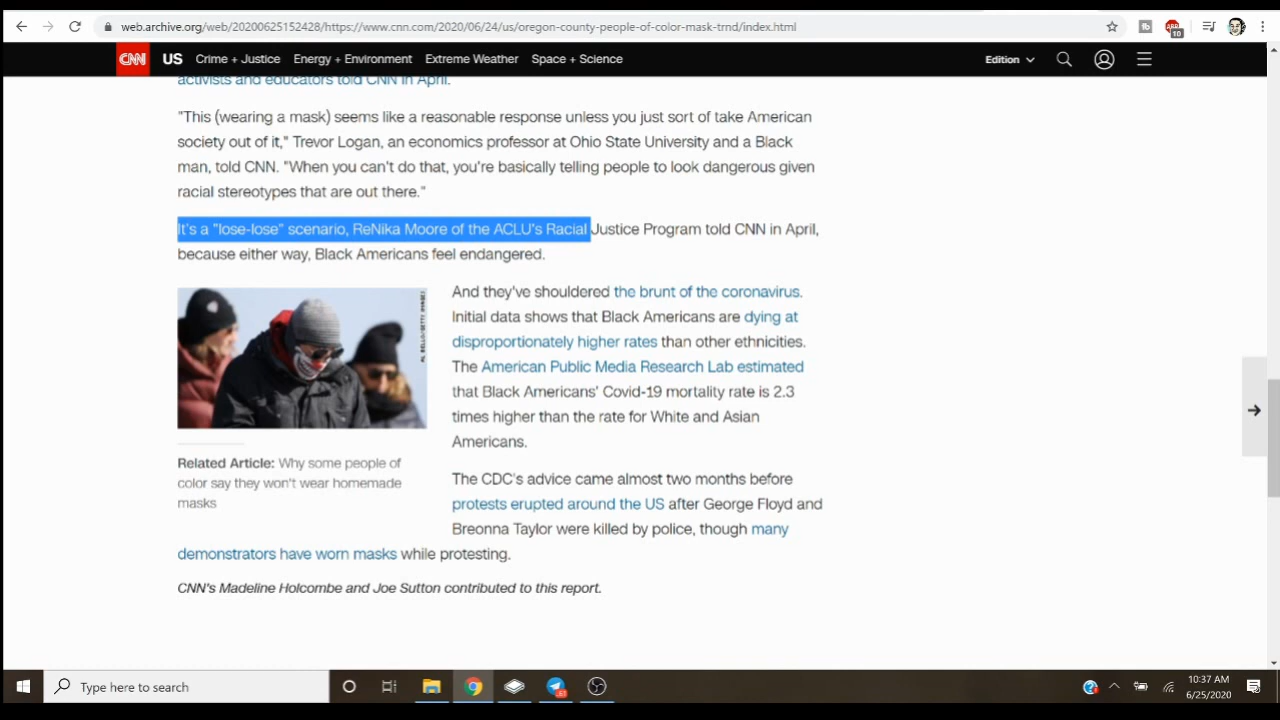 web.archive.org/web/20200625152428/https://www.cnn.com/2020/06/24/us/oregon-county-people-of-color-mask-trnd/index.html
10
CNN US Crime + Justice Energy + Environment Extreme Weather Space + Science Edition
activists and educators told CNN in April.
"This (wearing a mask) seems like a reasonable response unless you just sort of take American
society out of it," Trevor Logan, an economics professor at Ohio State University and a Black
man, told CNN. "When you can't do that, you're basically telling people to look dangerous given
racial stereotypes that are out there."
It's a "lose-lose" scenario, ReNika Moore of the ACLU's Racial Justice Program told CNN in April,
because either way, Black Americans feel endangered.
AL BELLO/GETTY IMAGES
Related Article: Why some people of
color say they won't wear homemade
masks
And they've shouldered the brunt of the coronavirus.
Initial data shows that Black Americans are dying at
disproportionately higher rates than other ethnicities.
The American Public Media Research Lab estimated
that Black Americans' Covid-19 mortality rate is 2.3
times higher than the rate for White and Asian
Americans.
The CDC's advice came almost two months before
protests erupted around the US after George Floyd and
Breonna Taylor were killed by police, though many
demonstrators have worn masks while protesting.
CNN's Madeline Holcombe and Joe Sutton contributed to this report.
Type here to search
10:37 AM
6/25/2020